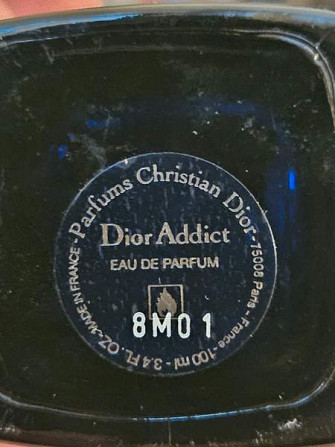 Parfums Christian Dior
75008 Paris - France - 100 ml - 3.4 FL. OZ. - MADE IN FRANCE -
Dior Addict
EAU DE PARFUM
8M01